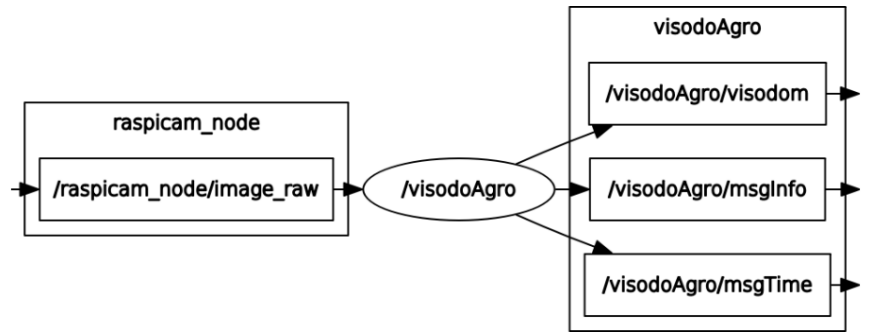 raspicam_node
/raspicam_node/image_raw
/visodoAgro
visodoAgro
/visodoAgro/visodom
/visodoAgro/msgInfo
/visodoAgro/msgTime